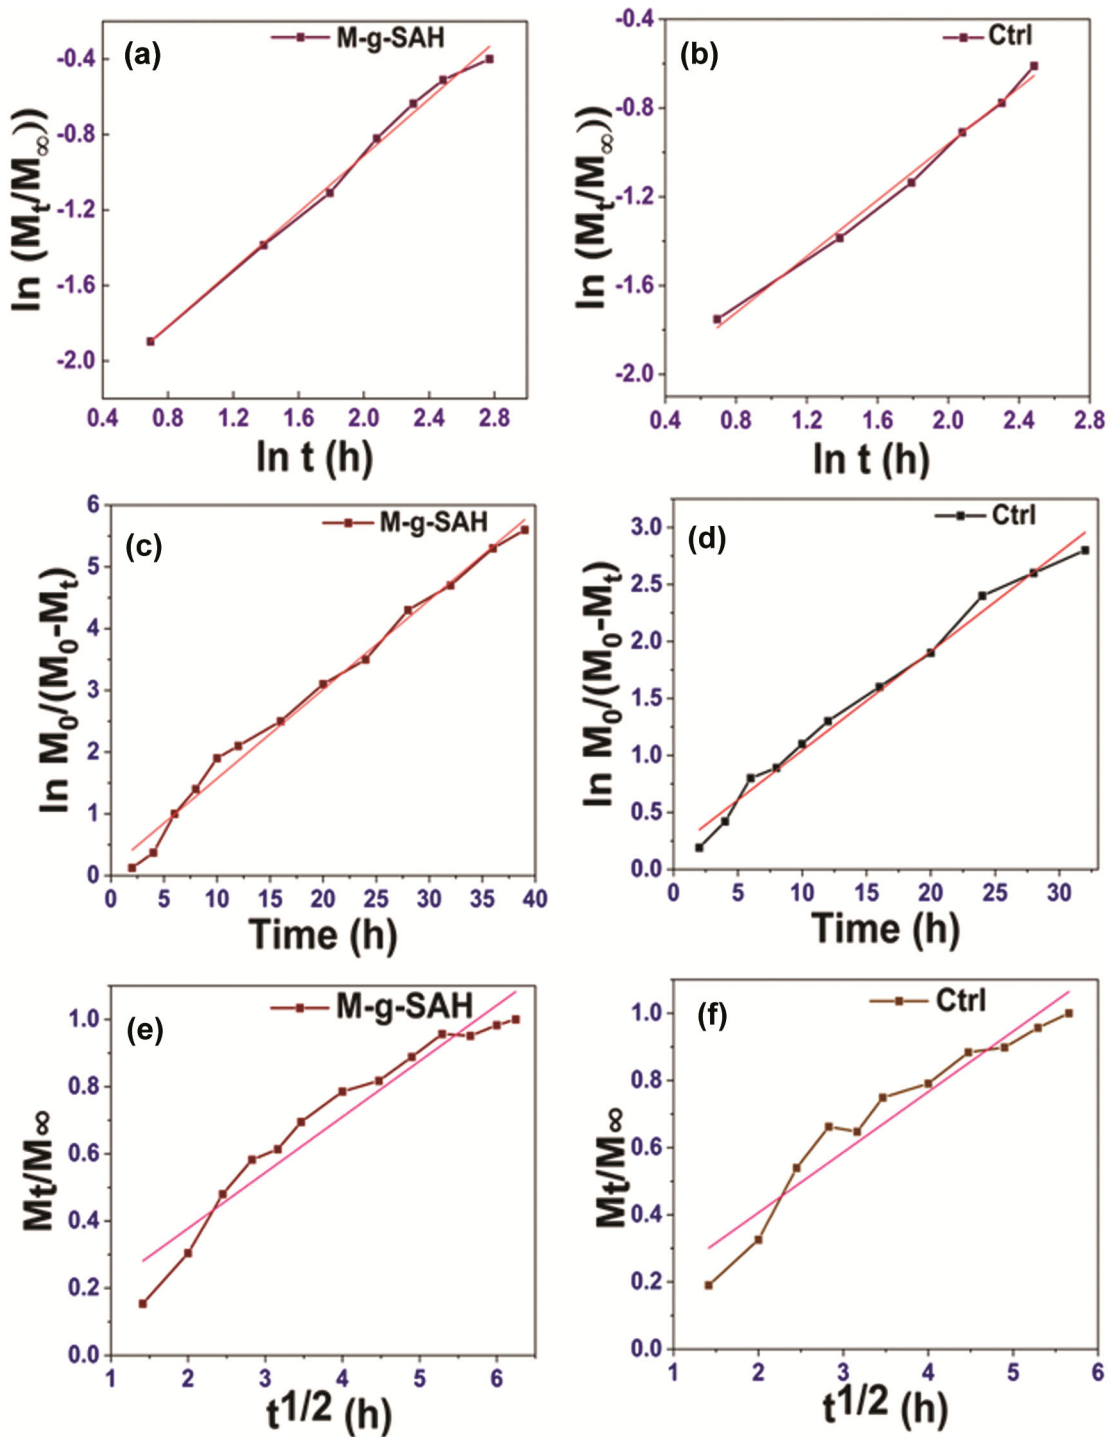 (a)
M-g-SAH
ln (Mt/M∞))
-0.4
-0.8
-1.2
-1.6
-2.0
0.4 0.8 1.2 1.6 2.0 2.4 2.8
ln t (h)
(b)
Ctrl
ln (Mt/M∞))
-0.4
-0.8
-1.2
-1.6
-2.0
0.4 0.8 1.2 1.6 2.0 2.4 2.8
ln t (h)
(c)
M-g-SAH
ln M0/(M0-Mt)
6
5
4
3
2
1
0
0 5 10 15 20 25 30 35 40
Time (h)
(d)
Ctrl
ln M0/(M0-Mt)
3.0
2.5
2.0
1.5
1.0
0.5
0.0
0 5 10 15 20 25 30
Time (h)
(e)
M-g-SAH
Mt/M∞
1.0
0.8
0.6
0.4
0.2
0.0
1 2 3 4 5 6
t1/2 (h)
(f)
Ctrl
Mt/M∞
1.0
0.8
0.6
0.4
0.2
0.0
1 2 3 4 5 6
t1/2 (h)